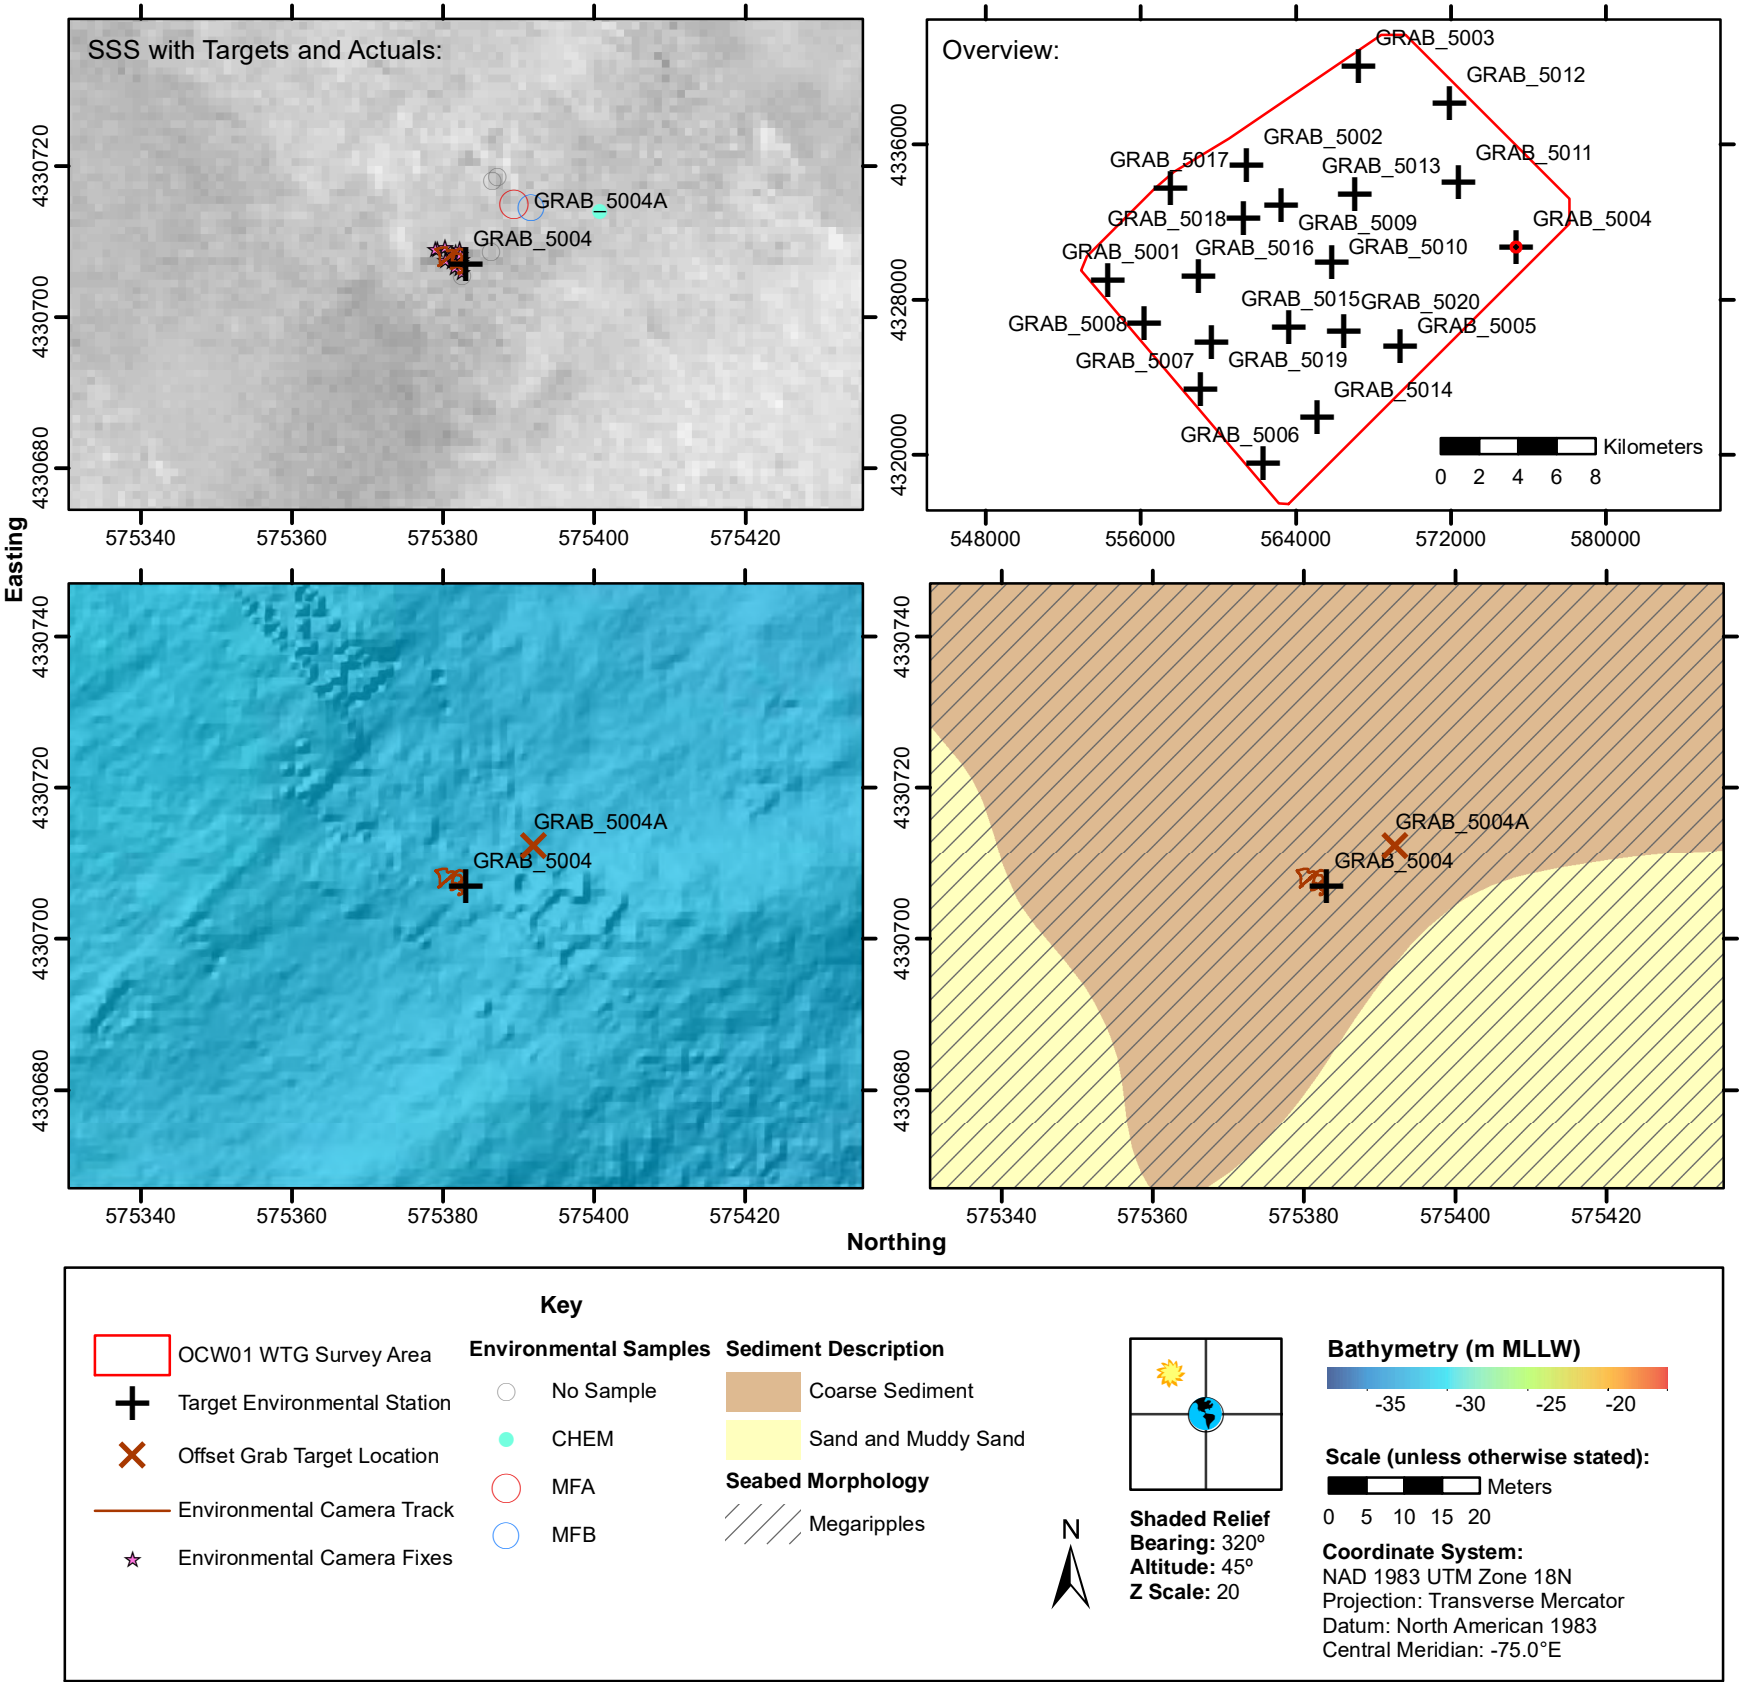 SSS with Targets and Actuals:
4330720
4330700
4330680
GRAB_5004A
GRAB_5004
575340
575360
575380
575400
575420
Overview:
4336000
4328000
4320000
GRAB_5003
GRAB_5012
GRAB_5002
GRAB_5017
GRAB_5013
GRAB_5011
GRAB_5018
GRAB_5009
GRAB_5004
GRAB_5001
GRAB_5016
GRAB_5010
GRAB_5015
GRAB_5020
GRAB_5008
GRAB_5005
GRAB_5007
GRAB_5019
GRAB_5014
GRAB_5006
Kilometers
0 2 4 6 8
548000
556000
564000
572000
580000
Easting
4330740
4330720
4330700
4330680
GRAB_5004A
GRAB_5004
575340
575360
575380
575400
575420
4330740
4330720
4330700
4330680
GRAB_5004A
GRAB_5004
575340
575360
575380
575400
575420
Northing
Key
OCW01 WTG Survey Area
Target Environmental Station
Offset Grab Target Location
Environmental Camera Track
Environmental Camera Fixes
Environmental Samples
No Sample
CHEM
MFA
MFB
Sediment Description
Coarse Sediment
Sand and Muddy Sand
Seabed Morphology
Megaripples
N
Shaded Relief
Bearing: 320º
Altitude: 45º
Z Scale: 20
Bathymetry (m MLLW)
-35 -30 -25 -20
Scale (unless otherwise stated):
Meters
0 5 10 15 20
Coordinate System:
NAD 1983 UTM Zone 18N
Projection: Transverse Mercator
Datum: North American 1983
Central Meridian: -75.0°E